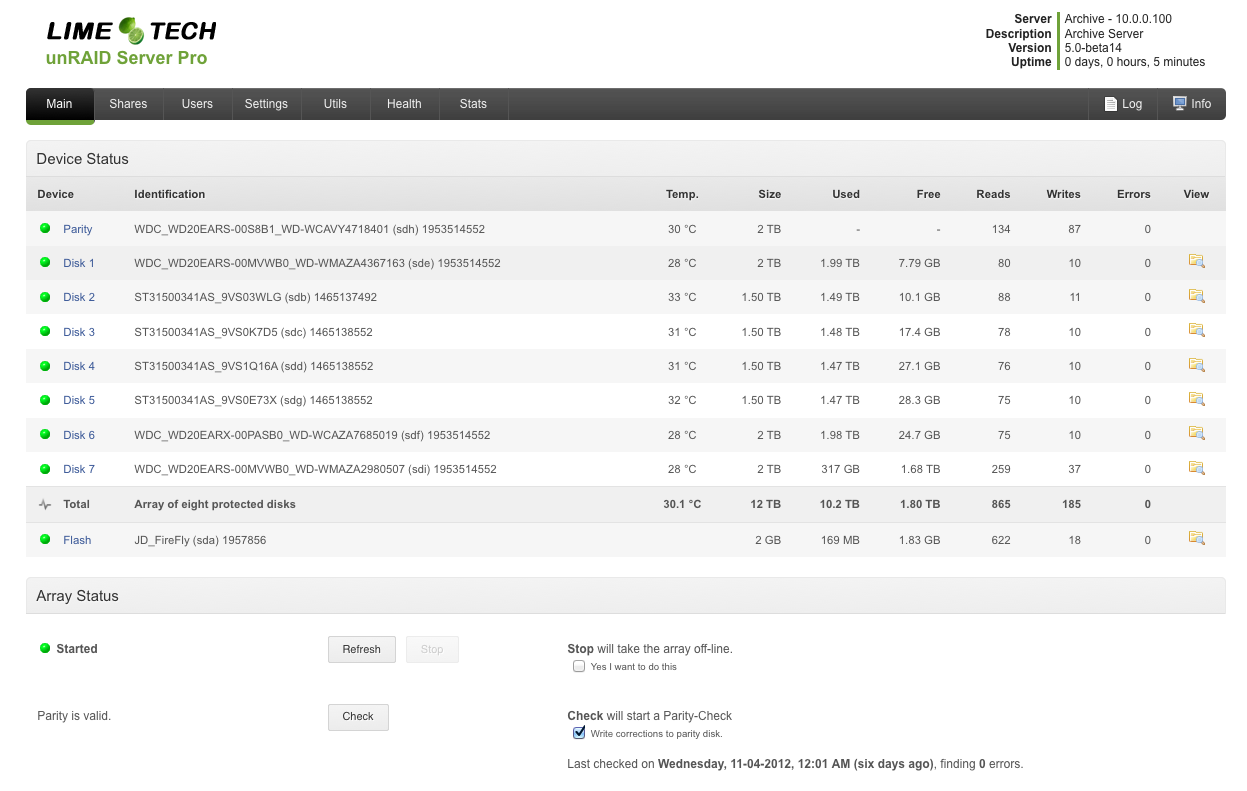 LIME TECH
unRAID Server Pro
Server Archive - 10.0.0.100
Description Archive Server
Version 5.0-beta14
Uptime 0 days, 0 hours, 5 minutes
Main Shares Users Settings Utils Health Stats Log Info
Device Status
Device Identification Temp. Size Used Free Reads Writes Errors View
Parity WDC_WD20EARS-00S8B1_WD-WCAVY4718401 (sdh) 1953514552 30 °C 2 TB - - 134 87 0
Disk 1 WDC_WD20EARS-00MVWB0_WD-WMAZA4367163 (sde) 1953514552 28 °C 2 TB 1.99 TB 7.79 GB 80 10 0
Disk 2 ST31500341AS_9VS03WLG (sdb) 1465137492 33 °C 1.50 TB 1.49 TB 10.1 GB 88 11 0
Disk 3 ST31500341AS_9VS0K7D5 (sdc) 1465138552 31 °C 1.50 TB 1.48 TB 17.4 GB 78 10 0
Disk 4 ST31500341AS_9VS1Q16A (sdd) 1465138552 31 °C 1.50 TB 1.47 TB 27.1 GB 76 10 0
Disk 5 ST31500341AS_9VS0E73X (sdg) 1465138552 32 °C 1.50 TB 1.47 TB 28.3 GB 75 10 0
Disk 6 WDC_WD20EARX-00PASB0_WD-WCAZA7685019 (sdf) 1953514552 28 °C 2 TB 1.98 TB 24.7 GB 75 10 0
Disk 7 WDC_WD20EARS-00MVWB0_WD-WMAZA2980507 (sdi) 1953514552 28 °C 2 TB 317 GB 1.68 TB 259 37 0
Total Array of eight protected disks 30.1 °C 12 TB 10.2 TB 1.80 TB 865 185 0
Flash JD_FireFly (sda) 1957856 2 GB 169 MB 1.83 GB 622 18 0
Array Status
Started Refresh Stop Stop will take the array off-line.
Yes I want to do this
Parity is valid. Check Check will start a Parity-Check
Write corrections to parity disk.
Last checked on Wednesday, 11-04-2012, 12:01 AM (six days ago), finding 0 errors.